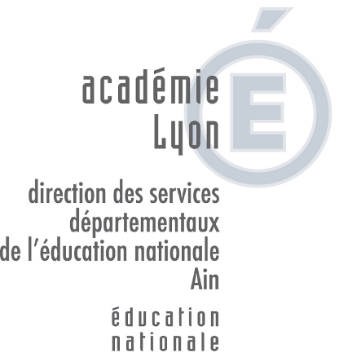 académie
Lyon
É
direction des services
départementaux
de l'éducation nationale
Ain
éducation
nationale